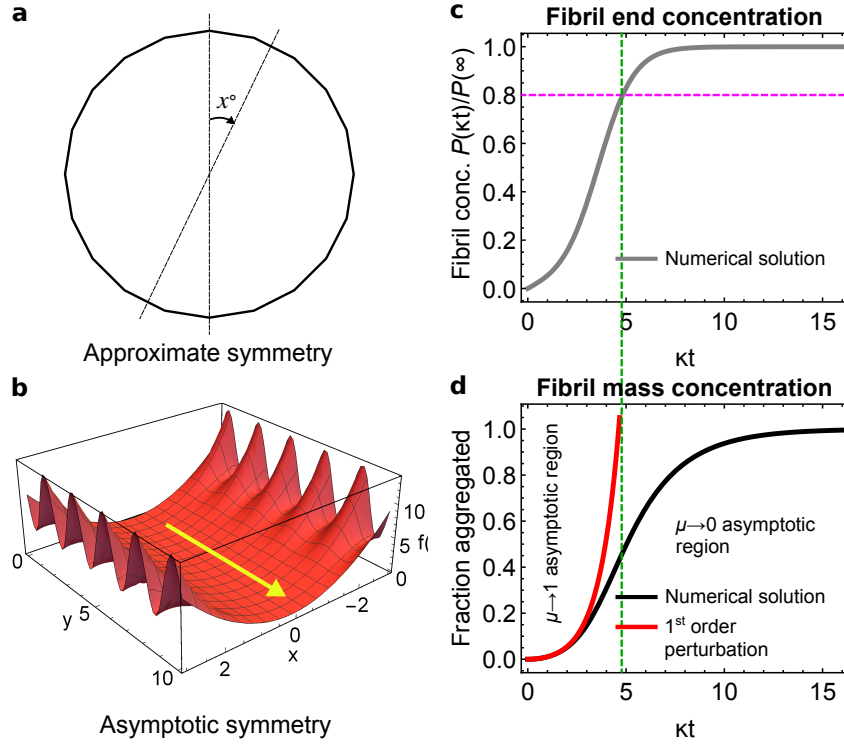 a
x°
Approximate symmetry
b
10
5
0
f(
0
5
10
y
2
0
-2
x
Asymptotic symmetry
c
Fibril end concentration
Fibril conc. P(κt)/P(∞)
1.0
0.8
0.6
0.4
0.2
0.0
Numerical solution
0
5
10
15
κt
d
Fibril mass concentration
Fraction aggregated
1.0
0.8
0.6
0.4
0.2
0.0
μ→1 asymptotic region
μ→0 asymptotic
region
Numerical solution
1st order
perturbation
0
5
10
15
κt